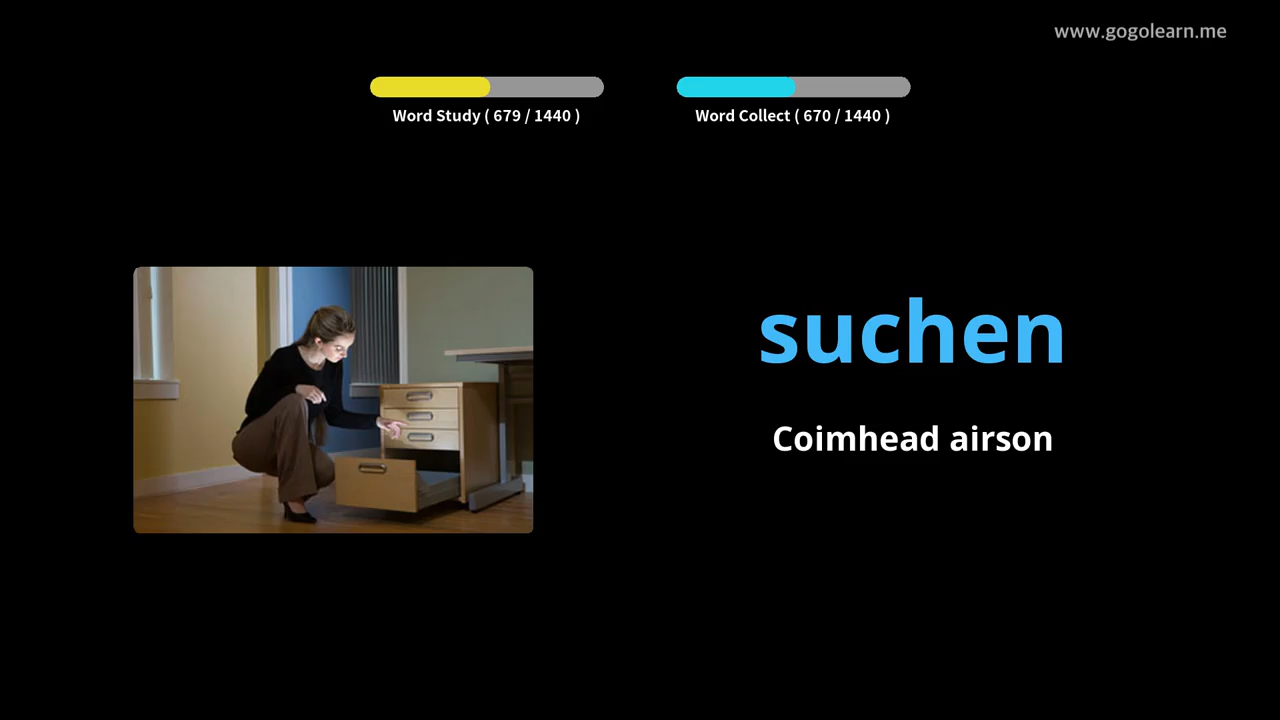 www.gogolearn.me
Word Study ( 679 / 1440 )
Word Collect ( 670 / 1440 )
suchen
Coimhead airson